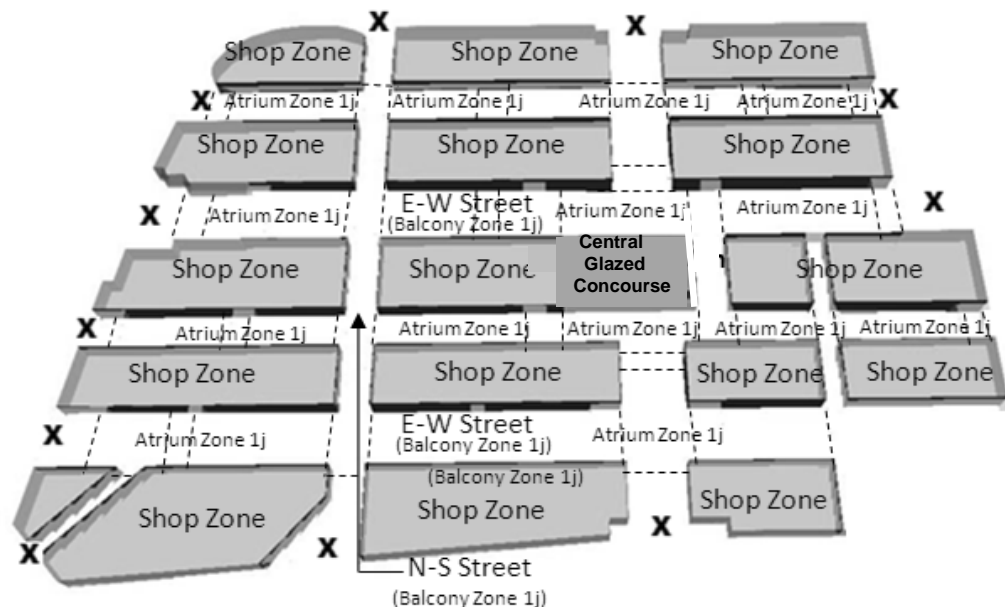 X
X
Shop Zone
Shop Zone
Shop Zone
X
Atrium Zone 1j
Atrium Zone 1j
Atrium Zone 1j
Atrium Zone 1j
X
Shop Zone
Shop Zone
Shop Zone
X
Atrium Zone 1j
E-W Street
(Balcony Zone 1j)
Atrium Zone 1j
Atrium Zone 1j
X
Shop Zone
Shop Zone
Central
Glazed
Concourse
Shop Zone
X
Atrium Zone 1j
Atrium Zone 1j
Atrium Zone 1j
Atrium Zone 1j
Atrium Zone 1j
Shop Zone
Shop Zone
Shop Zone
Shop Zone
X
Atrium Zone 1j
E-W Street
(Balcony Zone 1j)
Atrium Zone 1j
(Balcony Zone 1j)
Shop Zone
Shop Zone
Shop Zone
X
X
X
N-S Street
(Balcony Zone 1j)